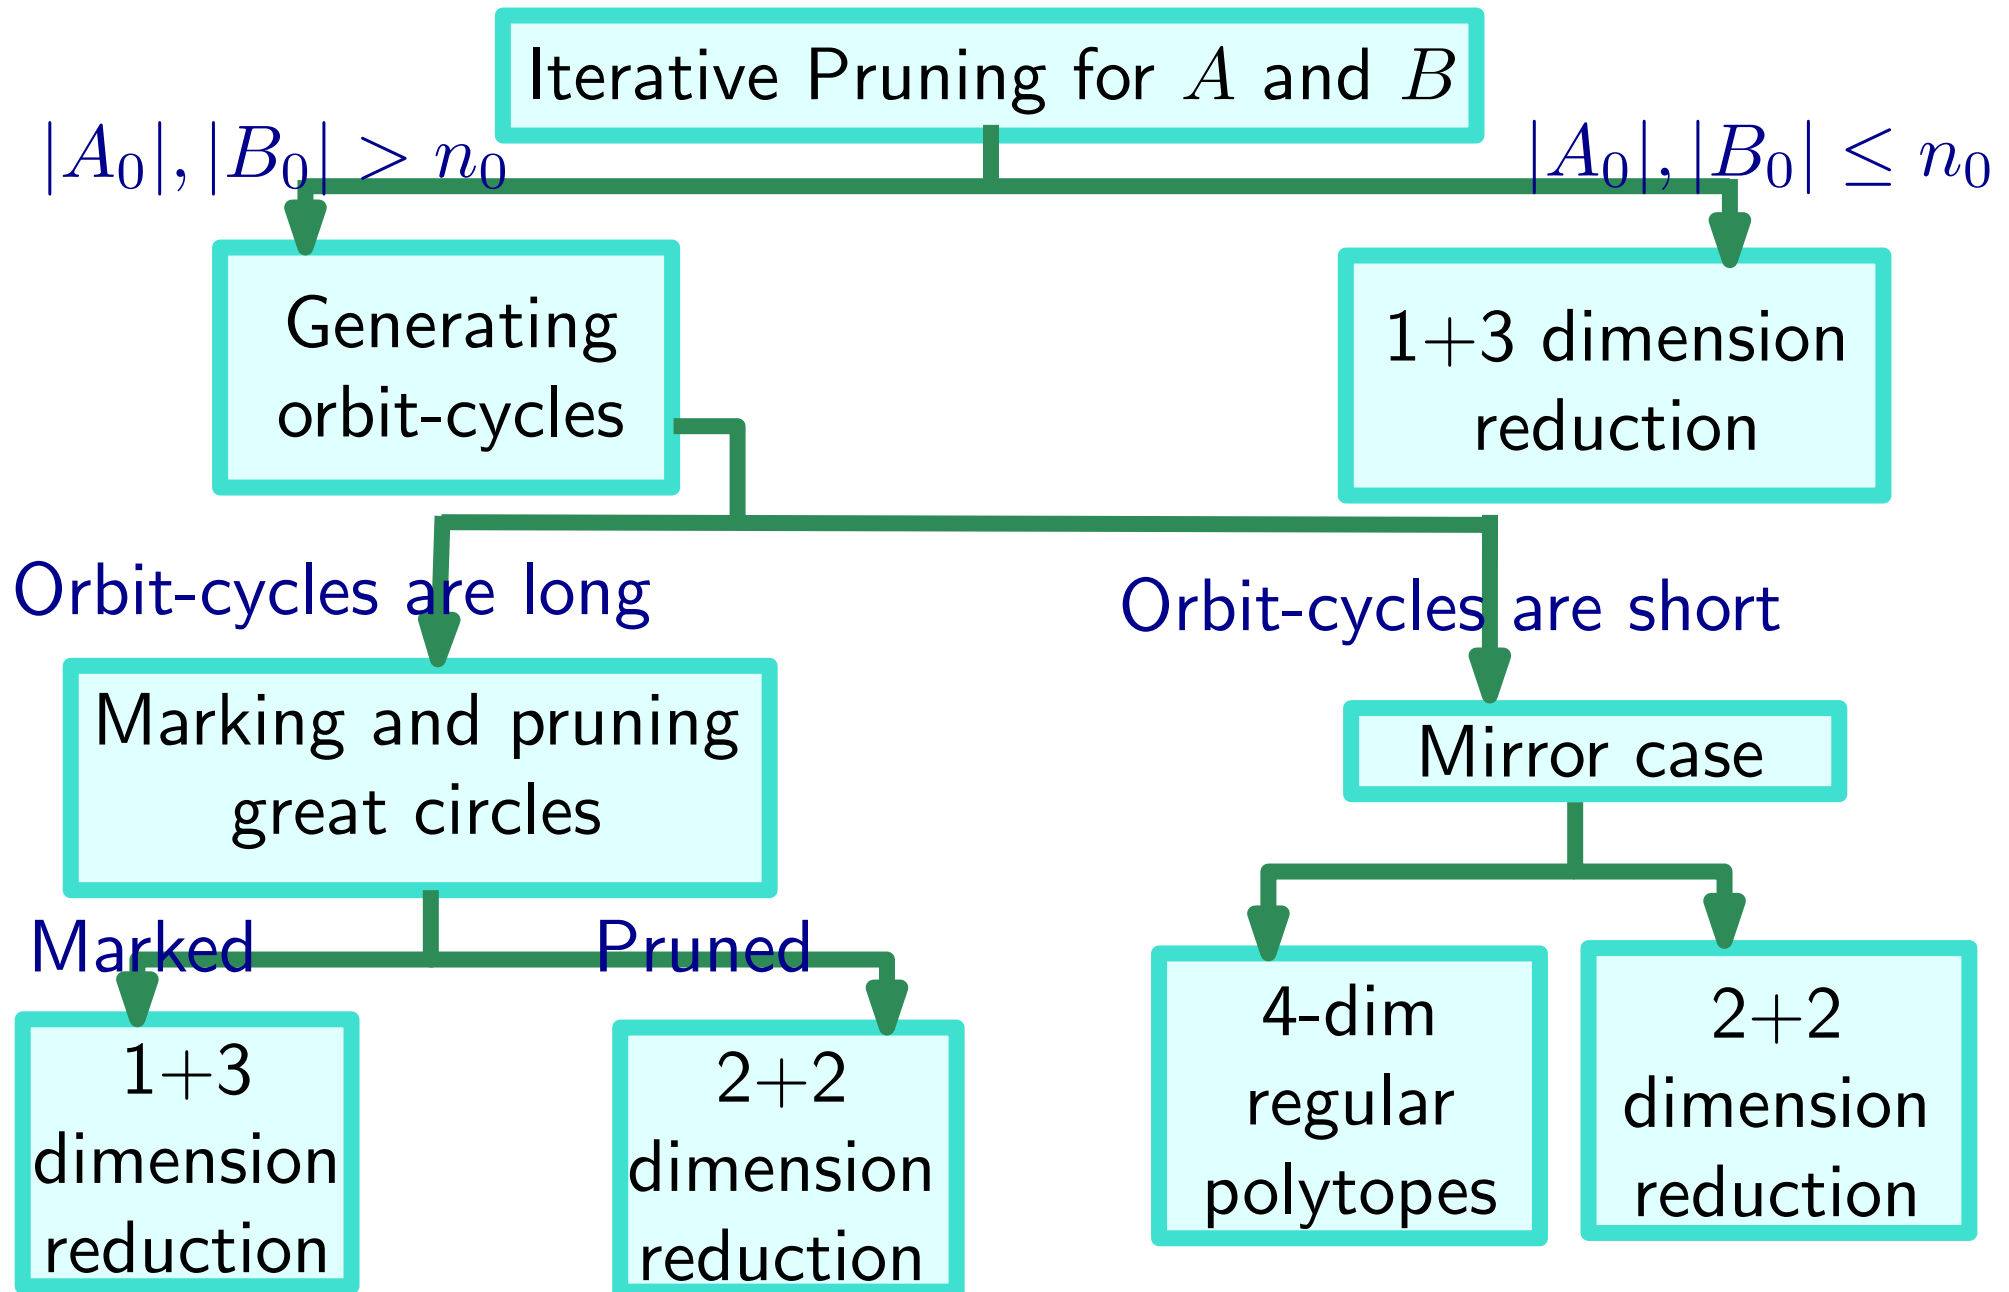 Iterative Pruning for A and B
|A₀|, |B₀| > n₀
|A₀|, |B₀| ≤ n₀
Generating
orbit-cycles
1+3 dimension
reduction
Orbit-cycles are long
Orbit-cycles are short
Marking and pruning
great circles
Mirror case
Marked
Pruned
1+3
dimension
reduction
2+2
dimension
reduction
4-dim
regular
polytopes
2+2
dimension
reduction